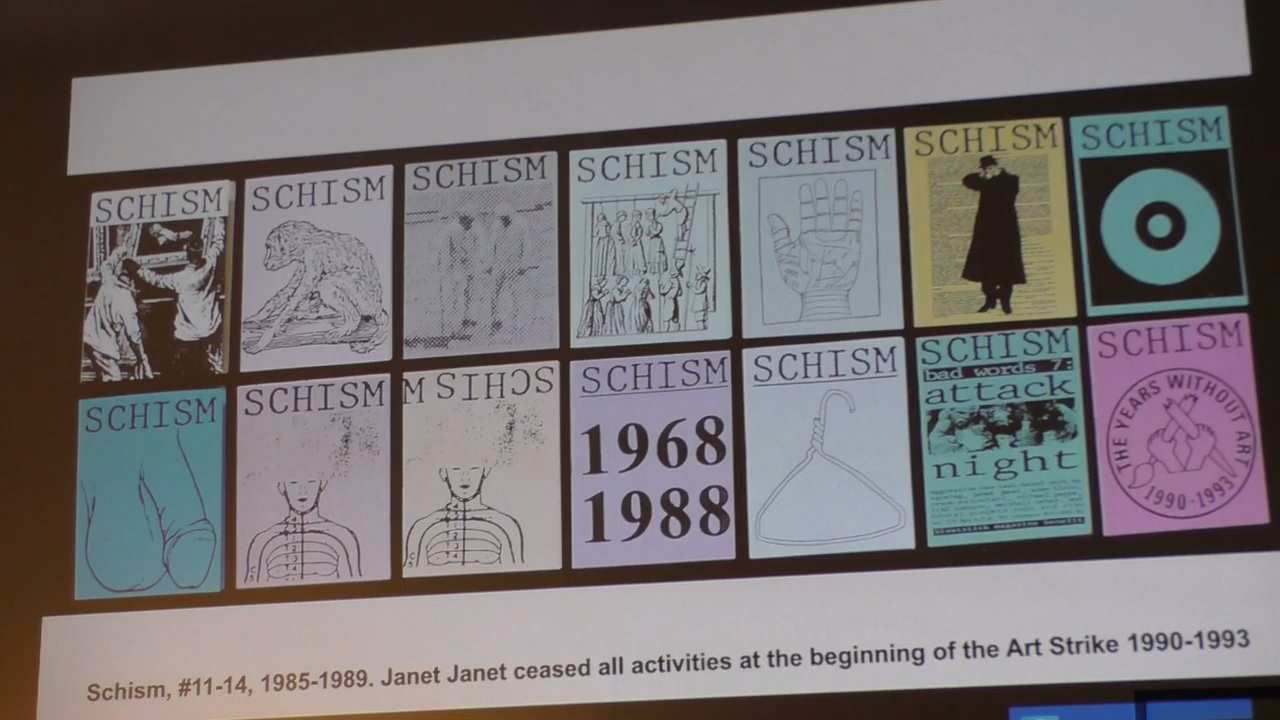 SCHISM
SCHISM
SCHISM
SCHISM
SCHISM
SCHISM
SCHISM
SCHISM
SCHISM
SCHISM
SCHISM
1968
1988
SCHISM
SCHISM
bad words 7:
attack
night
SCHISM
THE YEARS WITHOUT ART
1990-1993
Schism, #11-14, 1985-1989. Janet Janet ceased all activities at the beginning of the Art Strike 1990-1993